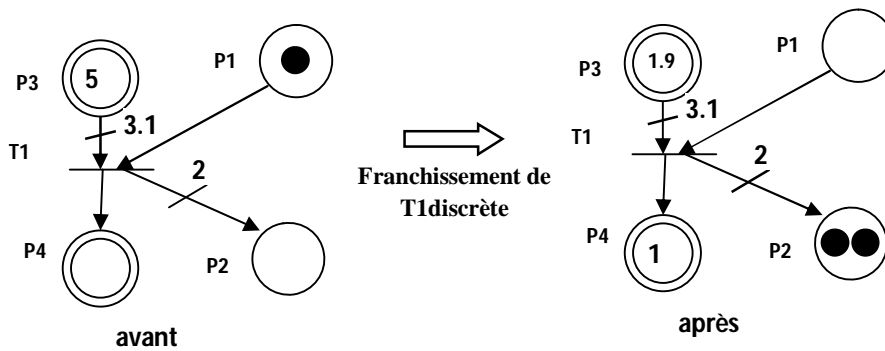 P3
5
P1
3.1
T1
2
P4
P2
avant
Franchissement de
T1discrète
P3
1.9
P1
3.1
T1
2
P4
1
P2
après